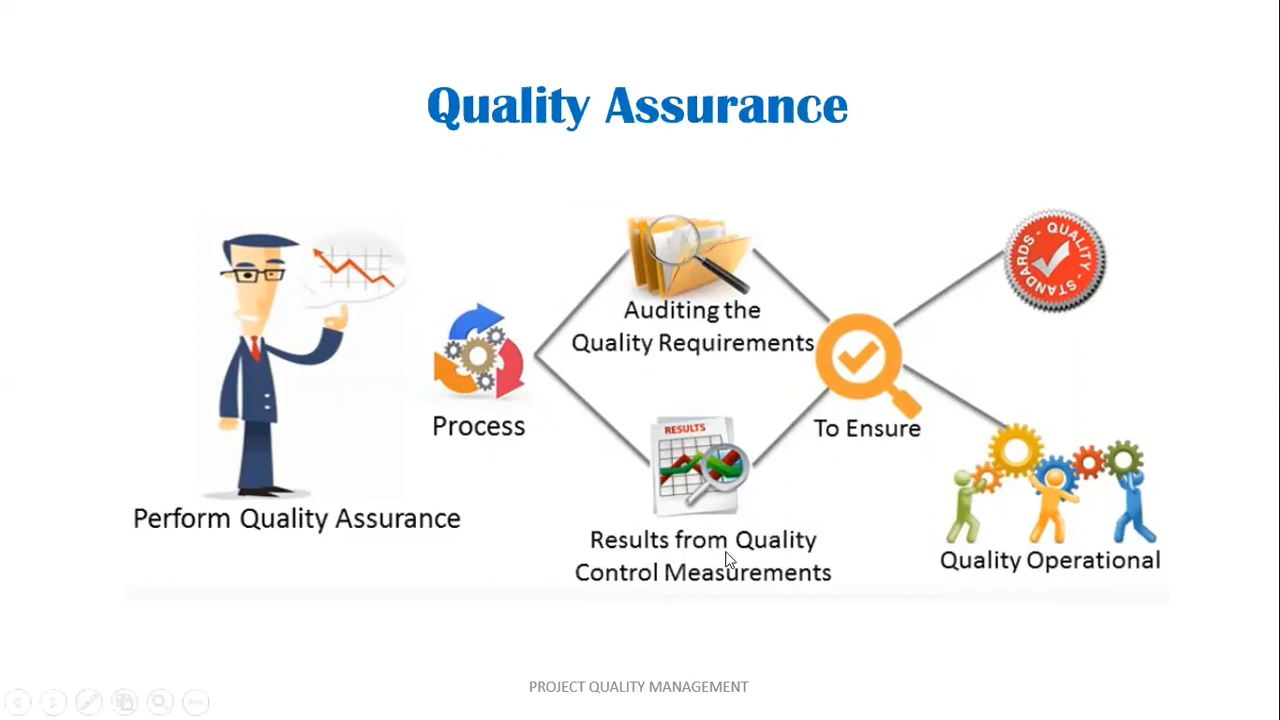 Quality Assurance
QUALITY - STANDARDS -
Auditing the
Quality Requirements
Process
To Ensure
RESULTS
Perform Quality Assurance
Results from Quality
Control Measurements
Quality Operational
PROJECT QUALITY MANAGEMENT